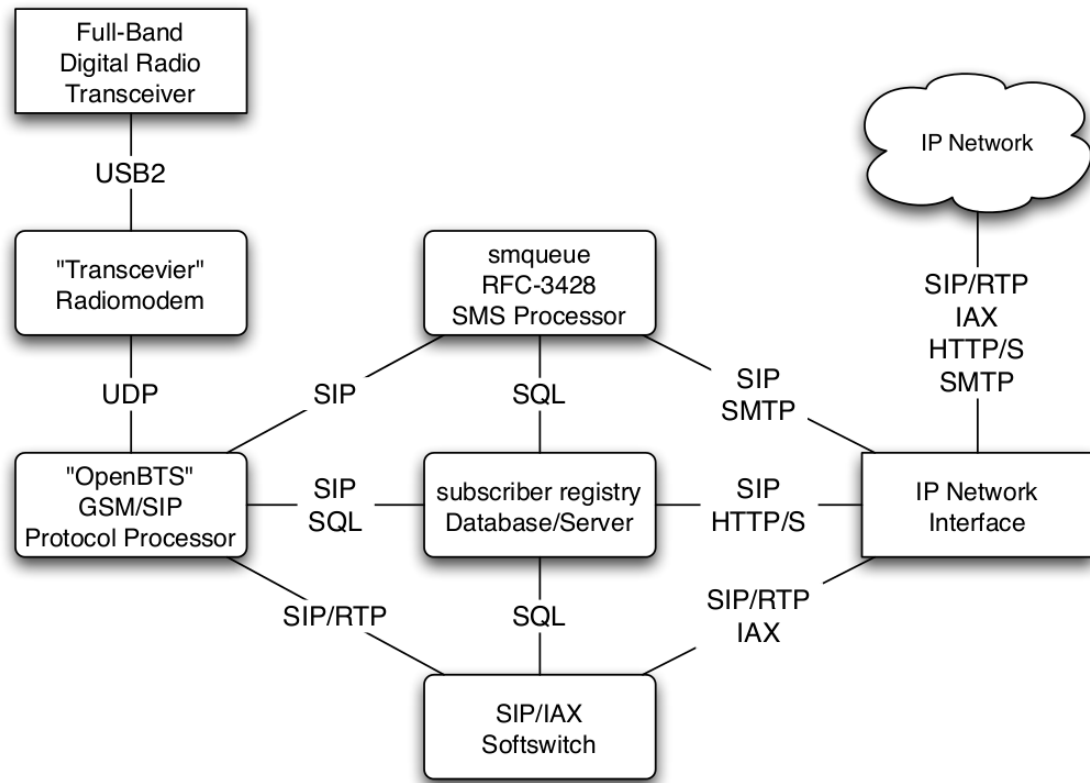 Full-Band
Digital Radio
Transceiver
USB2
"Transcevier"
Radiomodem
UDP
"OpenBTS"
GSM/SIP
Protocol Processor
SIP
SIP
SQL
SIP/RTP
smqueue
RFC-3428
SMS Processor
SQL
subscriber registry
Database/Server
SQL
SIP/IAX
Softswitch
SIP
SMTP
SIP
HTTP/S
SIP/RTP
IAX
IP Network
SIP/RTP
IAX
HTTP/S
SMTP
IP Network
Interface